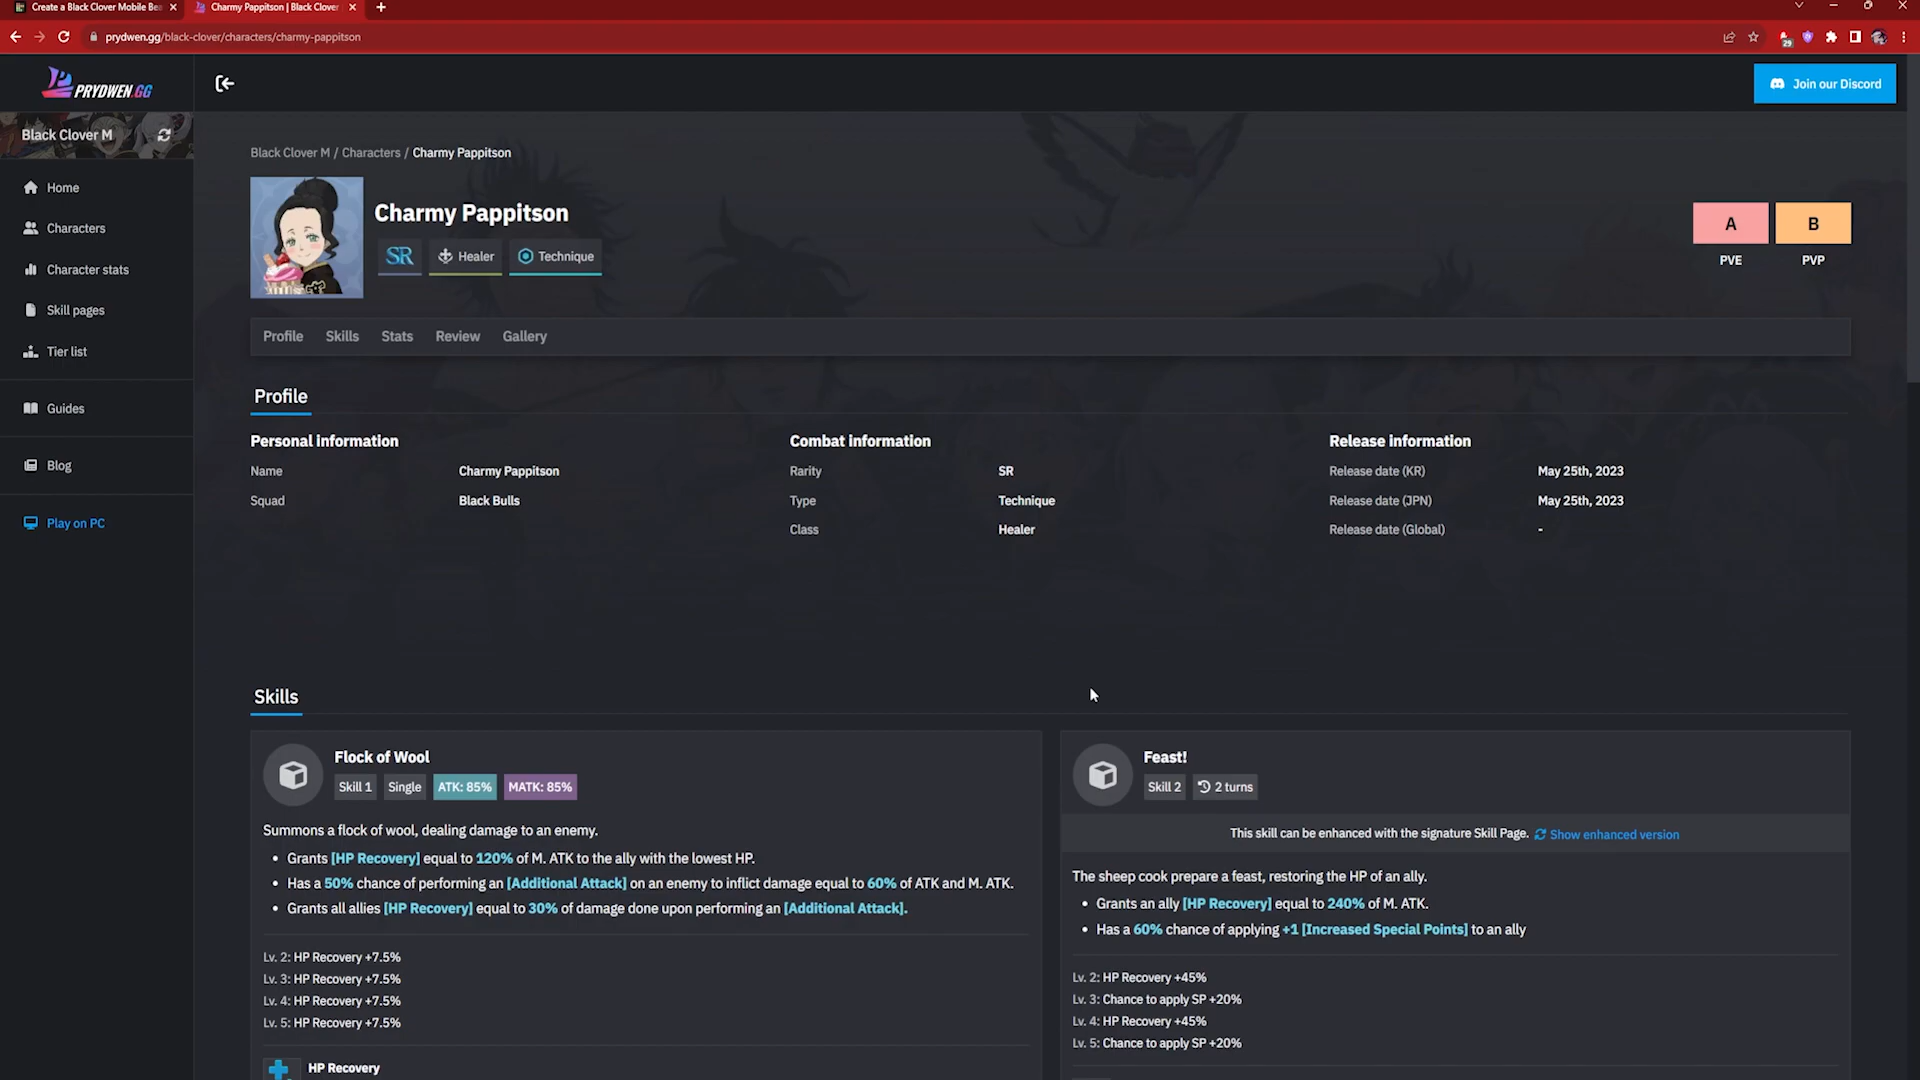 Create a Black Clover Mobile Be
Charmy Pappitson | Black Clover
prydwen.gg/black-clover/characters/charmy-pappitson
29
PRYDWEN.GG
Join our Discord
Black Clover M
Home
Characters
Character stats
Skill pages
Tier list
Guides
Blog
Play on PC
Black Clover M / Characters / Charmy Pappitson
Charmy Pappitson
SR
Healer
Technique
A
B
PVE
PVP
Profile
Skills
Stats
Review
Gallery
Profile
Personal information
Name
Charmy Pappitson
Squad
Black Bulls
Combat information
Rarity
SR
Type
Technique
Class
Healer
Release information
Release date (KR)
May 25th, 2023
Release date (JPN)
May 25th, 2023
Release date (Global)
-
Skills
Flock of Wool
Skill 1
Single
ATK: 85%
MATK: 85%
Summons a flock of wool, dealing damage to an enemy.
• Grants [HP Recovery] equal to 120% of M. ATK to the ally with the lowest HP.
• Has a 50% chance of performing an [Additional Attack] on an enemy to inflict damage equal to 60% of ATK and M. ATK.
• Grants all allies [HP Recovery] equal to 30% of damage done upon performing an [Additional Attack].
Lv. 2: HP Recovery +7.5%
Lv. 3: HP Recovery +7.5%
Lv. 4: HP Recovery +7.5%
Lv. 5: HP Recovery +7.5%
HP Recovery
Feast!
Skill 2
2 turns
This skill can be enhanced with the signature Skill Page. Show enhanced version
The sheep cook prepare a feast, restoring the HP of an ally.
• Grants an ally [HP Recovery] equal to 240% of M. ATK.
• Has a 60% chance of applying +1 [Increased Special Points] to an ally
Lv. 2: HP Recovery +45%
Lv. 3: Chance to apply SP +20%
Lv. 4: HP Recovery +45%
Lv. 5: Chance to apply SP +20%